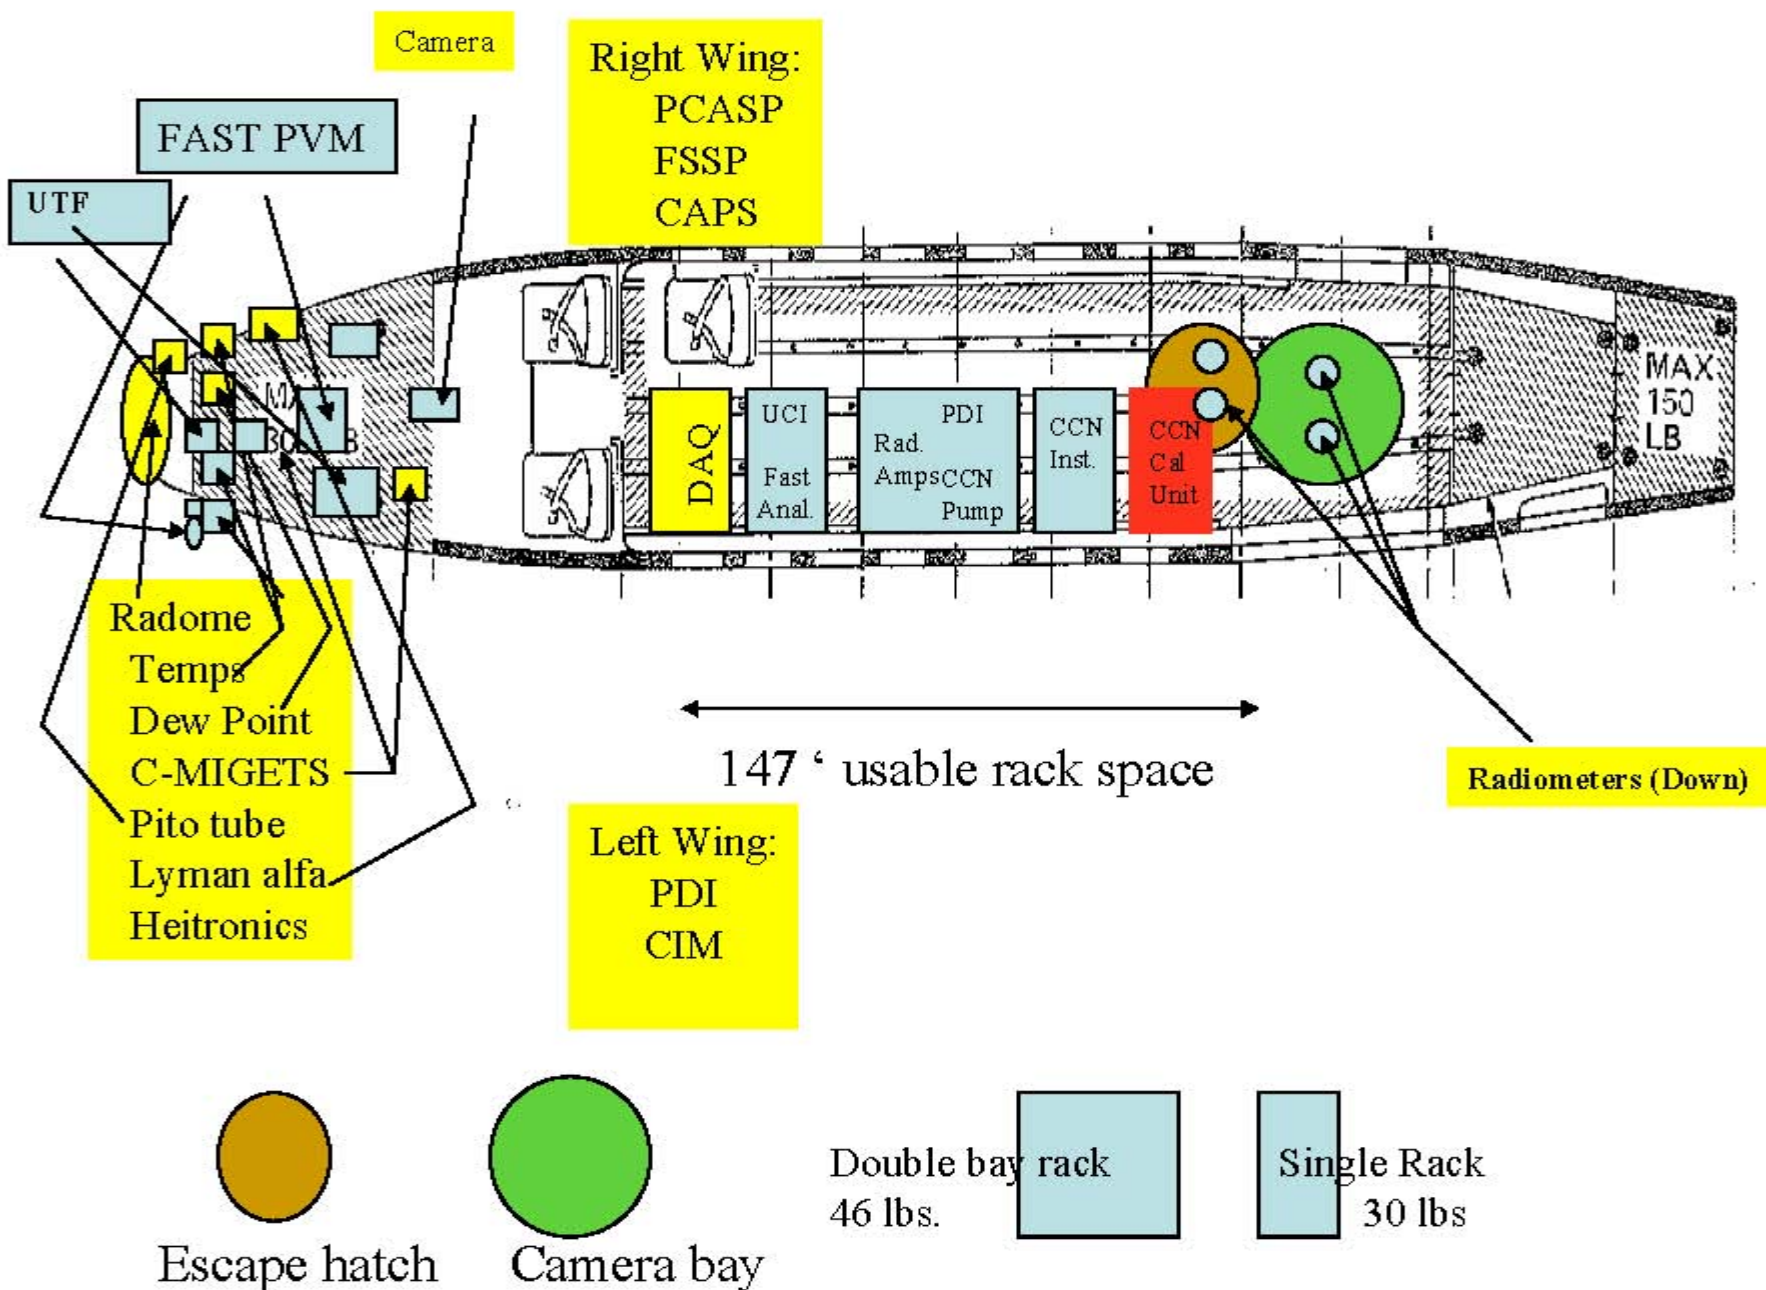 Camera
Right Wing:
PCASP
FSSP
CAPS
FAST PVM
UTF
MAX
150
LB
DAQ
UCI
Fast
Anal.
PDI
Rad.
Amps
CCN
Pump
CCN
Inst.
CCN
Cal
Unit
Radome
Temps
Dew Point
C-MIGETS
Pito tube
Lyman alfa
Heitronics
147 ‘ usable rack space
Radiometers (Down)
Left Wing:
PDI
CIM
Double bay rack
46 lbs.
Single Rack
30 lbs
Escape hatch
Camera bay